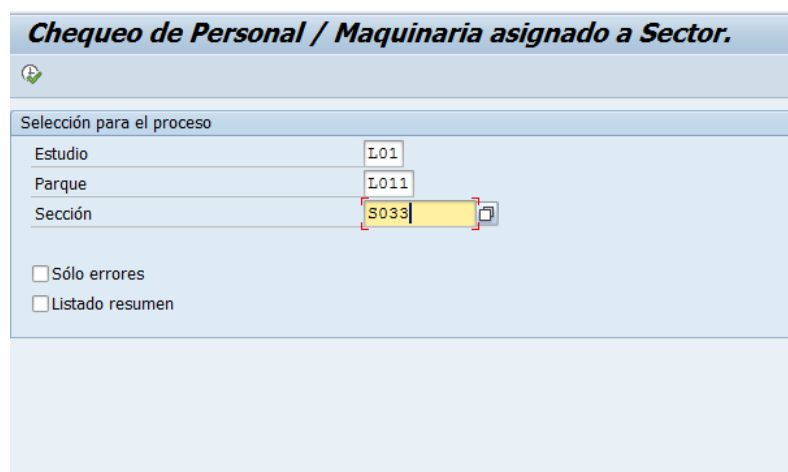 Chequeo de Personal / Maquinaria asignado a Sector.
Selección para el proceso
Estudio L01
Parque L011
Sección S033
Sólo errores
Listado resumen